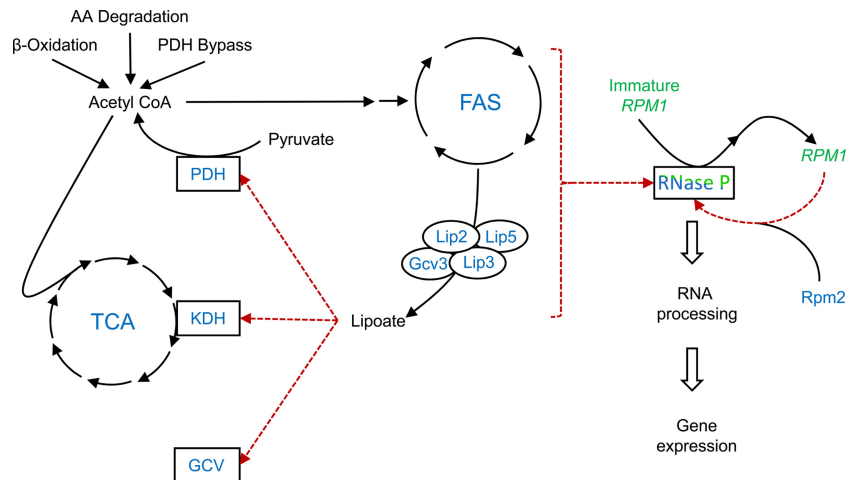 AA Degradation
β-Oxidation
PDH Bypass
Acetyl CoA
Pyruvate
PDH
FAS
Immature
RPM1
RPM1
RNase P
Lip2
Lip5
Gcv3
Lip3
TCA
KDH
Lipoate
RNA
processing
Rpm2
Gene
expression
GCV